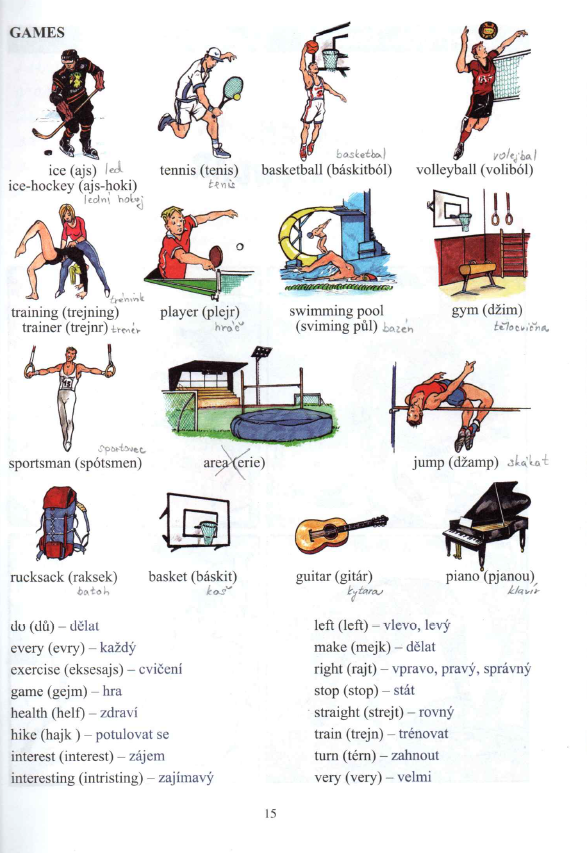 GAMES
ice (ajs) led
ice-hockey (ajs-hoki)
lední hokej
tennis (tenis)
tenis
basketbal
basketball (báskitból)
volejbal
volleyball (voliból)
trénink
training (trejning)
trainer (trejnr) trenér
player (plejr)
hráč
swimming pool
(sviming půl) bazén
gym (džim)
tělocvična
sportovec
sportsman (spótsmen)
area (erie)
jump (džamp) skákat
rucksack (raksek)
batoh
basket (báskit)
koš
guitar (gitár)
kytara
piano (pjanou)
klavír
do (dů) – dělat
every (evry) – každý
exercise (eksesajs) – cvičení
game (gejm) – hra
health (helf) – zdraví
hike (hajk ) – potulovat se
interest (interest) – zájem
interesting (intristing) – zajímavý
left (left) – vlevo, levý
make (mejk) – dělat
right (rajt) – vpravo, pravý, správný
stop (stop) – stát
straight (strejt) – rovný
train (trejn) – trénovat
turn (térn) – zahnout
very (very) – velmi
15